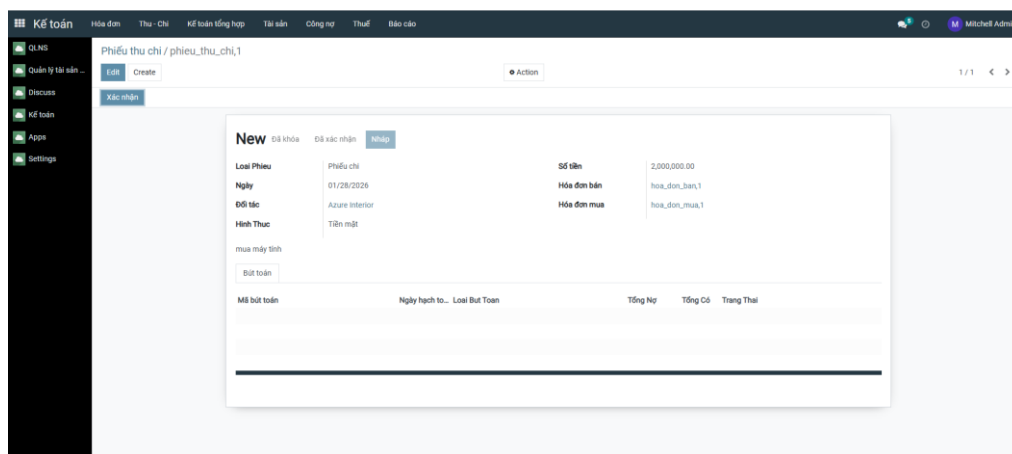 Kế toán Hóa đơn Thu - Chi Kế toán tổng hợp Tài sản Công nợ Thuế Báo cáo Mitchell Admi
QLNS
Quản lý tài sản ...
Discuss
Kế toán
Apps
Settings
Phiếu thu chi / phieu_thu_chi,1
Edit Create Action 1 / 1
Xác nhận
New Đã khóa Đã xác nhận Nháp
Loai Phieu Phiếu chi Số tiền 2,000,000.00
Ngày 01/28/2026 Hóa đơn bán hoa_don_ban,1
Đối tác Azure Interior Hóa đơn mua hoa_don_mua,1
Hinh Thuc Tiền mặt
mua máy tính
Bút toán
Mã bút toán Ngày hạch to... Loai But Toan Tổng Nợ Tổng Có Trang Thai